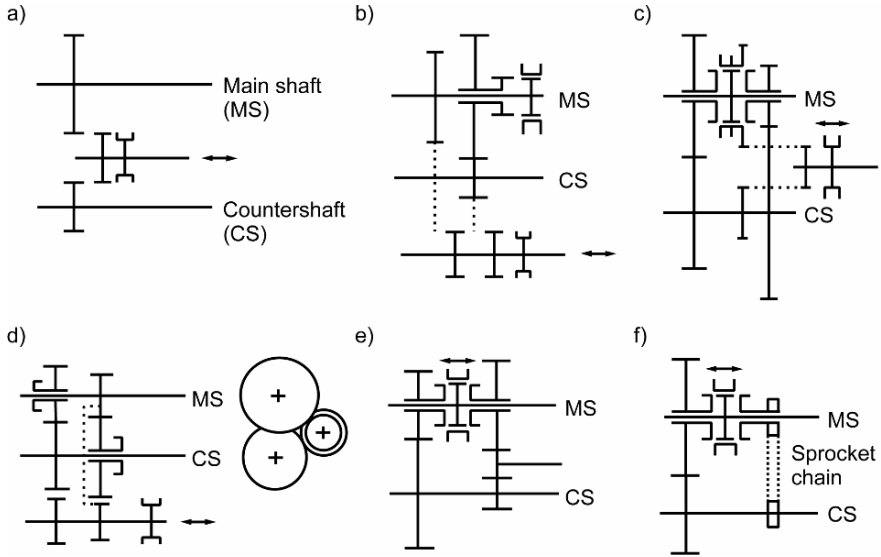 a)
Main shaft
(MS)
Countershaft
(CS)
b)
MS
CS
c)
MS
CS
d)
MS
CS
e)
MS
CS
f)
MS
Sprocket
chain
CS